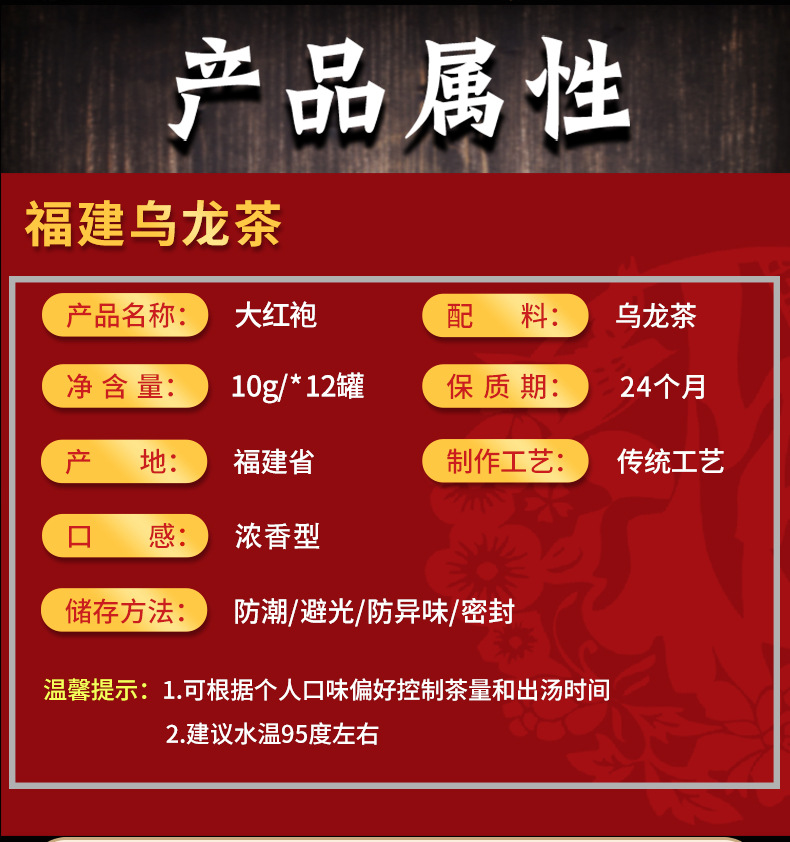 产品属性
福建乌龙茶
产品名称： 大红袍 配 料： 乌龙茶
净含量： 10g/*12罐 保质期： 24个月
产 地： 福建省 制作工艺： 传统工艺
口 感： 浓香型
储存方法： 防潮/避光/防异味/密封
温馨提示：1.可根据个人口味偏好控制茶量和出汤时间
2.建议水温95度左右